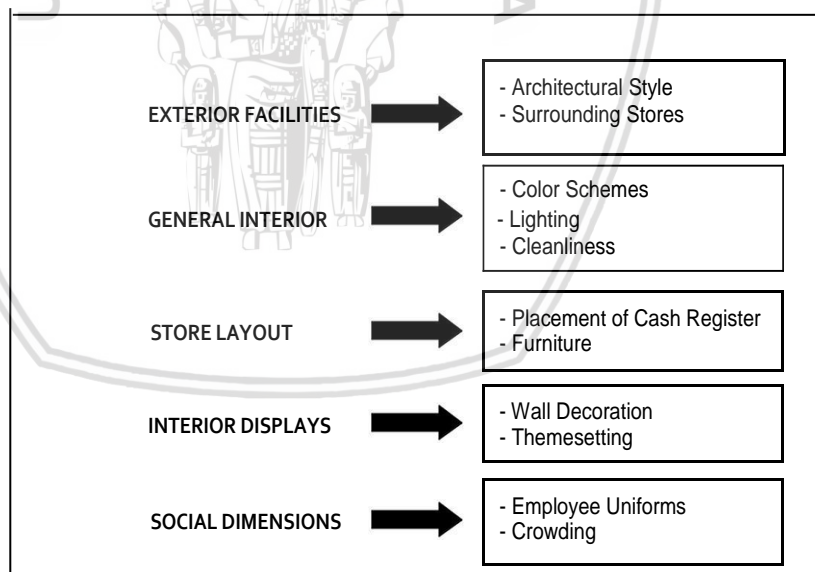 EXTERIOR FACILITIES
- Architectural Style
- Surrounding Stores
GENERAL INTERIOR
- Color Schemes
- Lighting
- Cleanliness
STORE LAYOUT
- Placement of Cash Register
- Furniture
INTERIOR DISPLAYS
- Wall Decoration
- Themesetting
SOCIAL DIMENSIONS
- Employee Uniforms
- Crowding